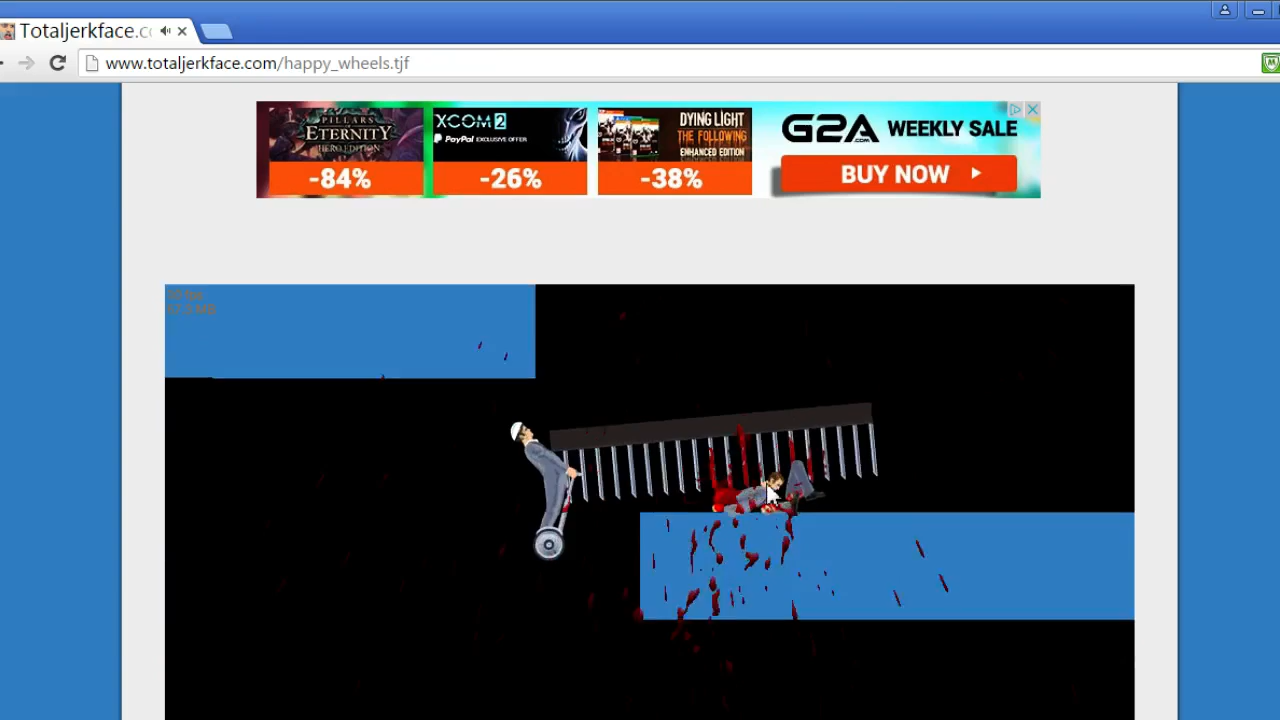 Totaljerkface.c
www.totaljerkface.com/happy_wheels.tjf
PILLARS
OF
ETERNITY
HERO EDITION
-84%
XCOM 2
PayPal EXCLUSIVE OFFER
-26%
DYING LIGHT
THE FOLLOWING
ENHANCED EDITION
-38%
G2A
.COM
WEEKLY SALE
BUY NOW